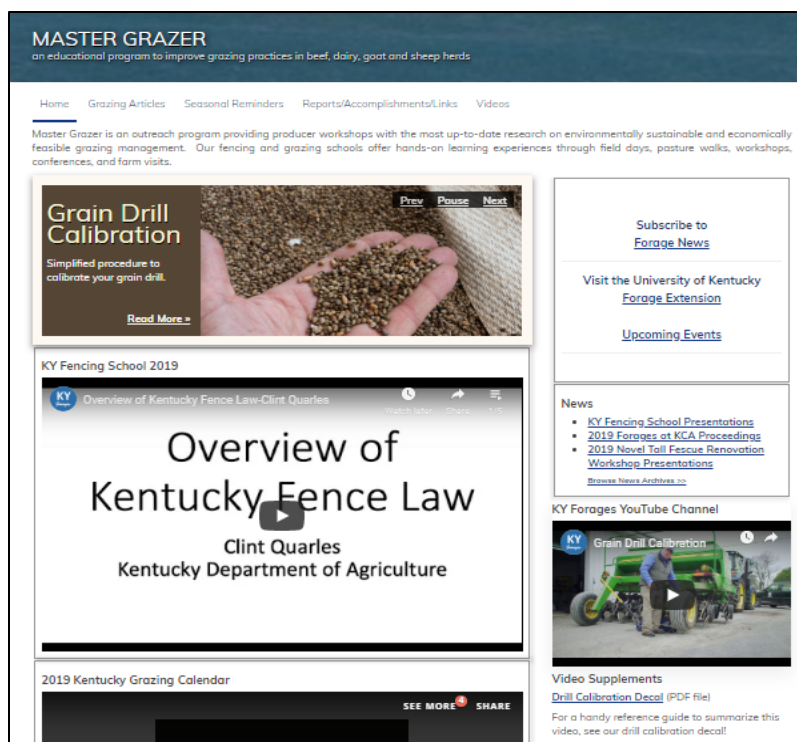 MASTER GRAZER
an educational program to improve grazing practices in beef, dairy, goat and sheep herds
Home Grazing Articles Seasonal Reminders Reports/Accomplishments/Links Videos
Master Grazer is an outreach program providing producer workshops with the most up-to-date research on environmentally sustainable and economically
feasible grazing management. Our fencing and grazing schools offer hands-on learning experiences through field days, pasture walks, workshops,
conferences, and farm visits.
Prev Pause Next
Grain Drill
Calibration
Simplified procedure to
calibrate your grain drill.
Read More »
KY Fencing School 2019
KY
Forages
Overview of Kentucky Fence Law-Clint Quarles
Watch later Share 1/5
Overview of
Kentucky Fence Law
Clint Quarles
Kentucky Department of Agriculture
2019 Kentucky Grazing Calendar
SEE MORE 4 SHARE
Subscribe to
Forage News
Visit the University of Kentucky
Forage Extension
Upcoming Events
News
KY Fencing School Presentations
2019 Forages at KCA Proceedings
2019 Novel Tall Fescue Renovation
Workshop Presentations
Browse News Archives >>
KY Forages YouTube Channel
KY
Forages
Grain Drill Calibration
Video Supplements
Drill Calibration Decal (PDF file)
For a handy reference guide to summarize this
video, see our drill calibration decal!